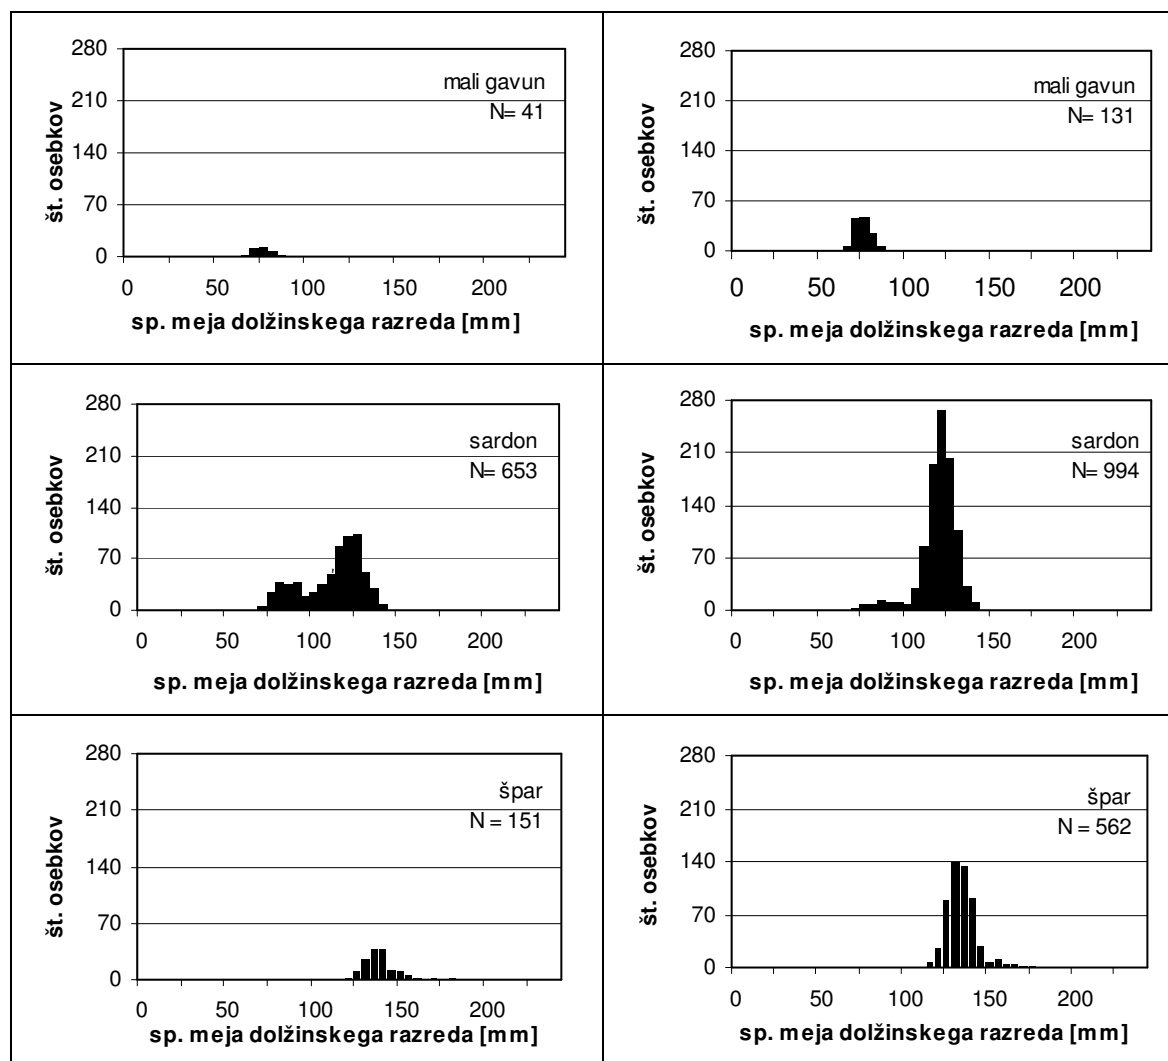 280
210
140
70
0
št. osebkov
mali gavun
N= 41
0 50 100 150 200
sp. meja dolžinskega razreda [mm]
280
210
140
70
0
št. osebkov
mali gavun
N= 131
0 50 100 150 200
sp. meja dolžinskega razreda [mm]
280
210
140
70
0
št. osebkov
sardon
N= 653
0 50 100 150 200
sp. meja dolžinskega razreda [mm]
280
210
140
70
0
št. osebkov
sardon
N= 994
0 50 100 150 200
sp. meja dolžinskega razreda [mm]
280
210
140
70
0
št. osebkov
špar
N = 151
0 50 100 150 200
sp. meja dolžinskega razreda [mm]
280
210
140
70
0
št. osebkov
špar
N = 562
0 50 100 150 200
sp. meja dolžinskega razreda [mm]